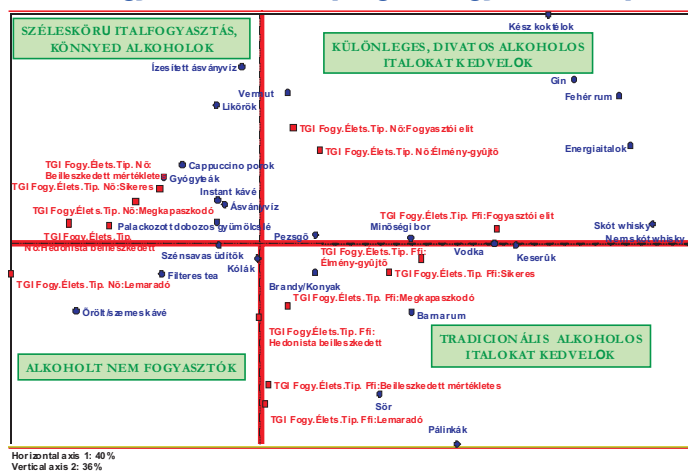 SZÉLESKÖRU ITALFOGYASZTÁS,
KÖNNYED ALKOHOLOK
KÜLÖNLEGES, DIVATOS ALKOHOLOS
ITALOKAT KEDVELOK
Kész koktélok
Ízesített ásványvíz
Gin
Vermut
Fehér rum
Likörök
TGI Fogy.Élets.Tip. Nő:Fogyasztói elit
TGI Fogy.Élets.Tip. Nő:Élmény-gyűjtő
Energiaitalok
TGI Fogy.Élets.Tip. Nő:
Beilleszkedett mértékletes
Cappuccino porok
Gyógyteák
TGI Fogy.Élets.Tip. Nő:Sikeres
Instant kávé
Ásványvíz
TGI Fogy.Élets.Tip. Nő:Megkapaszkodó
Palackozott dobozos gyümölcslé
TGI Fogy.Élets.Tip.
Nő:Hedonista beilleszkedett
Pezsgő
Minőségi bor
TGI Fogy.Élets.Tip. Ffi:Fogyasztói elit
Skót whisky
Nem skót whisky
Vodka
Keserűk
Szénsavas üdítők
Kólák
TGI Fogy.Élets.Tip. Ffi:
Élmény-gyűjtő
TGI Fogy.Élets.Tip. Ffi:Sikeres
Filteres tea
Brandy/Konyak
TGI Fogy.Élets.Tip. Nő:Lemaradó
TGI Fogy.Élets.Tip. Ffi:Megkapaszkodó
Őrölt/szemes kávé
Barna rum
TGI Fogy.Élets.Tip. Ffi:
Hedonista beilleszkedett
TRADICIONÁLIS ALKOHOLOS
ITALOKAT KEDVELOK
ALKOHOLT NEM FOGYASZTÓK
TGI Fogy.Élets.Tip. Ffi:Beilleszkedett mértékletes
Sör
TGI Fogy.Élets.Tip. Ffi:Lemaradó
Pálinkák
Horizontal axis 1: 40%
Vertical axis 2: 36%